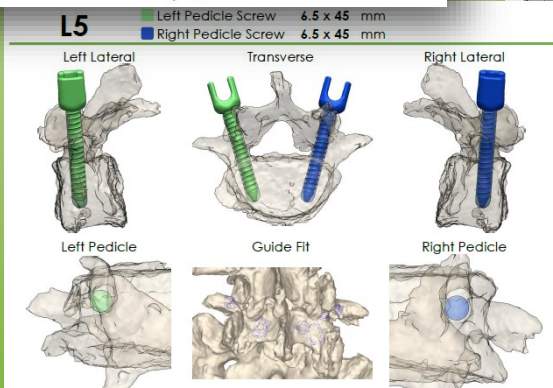 L5
Left Pedicle Screw 6.5 x 45 mm
Right Pedicle Screw 6.5 x 45 mm
Left Lateral
Transverse
Right Lateral
Left Pedicle
Guide Fit
Right Pedicle